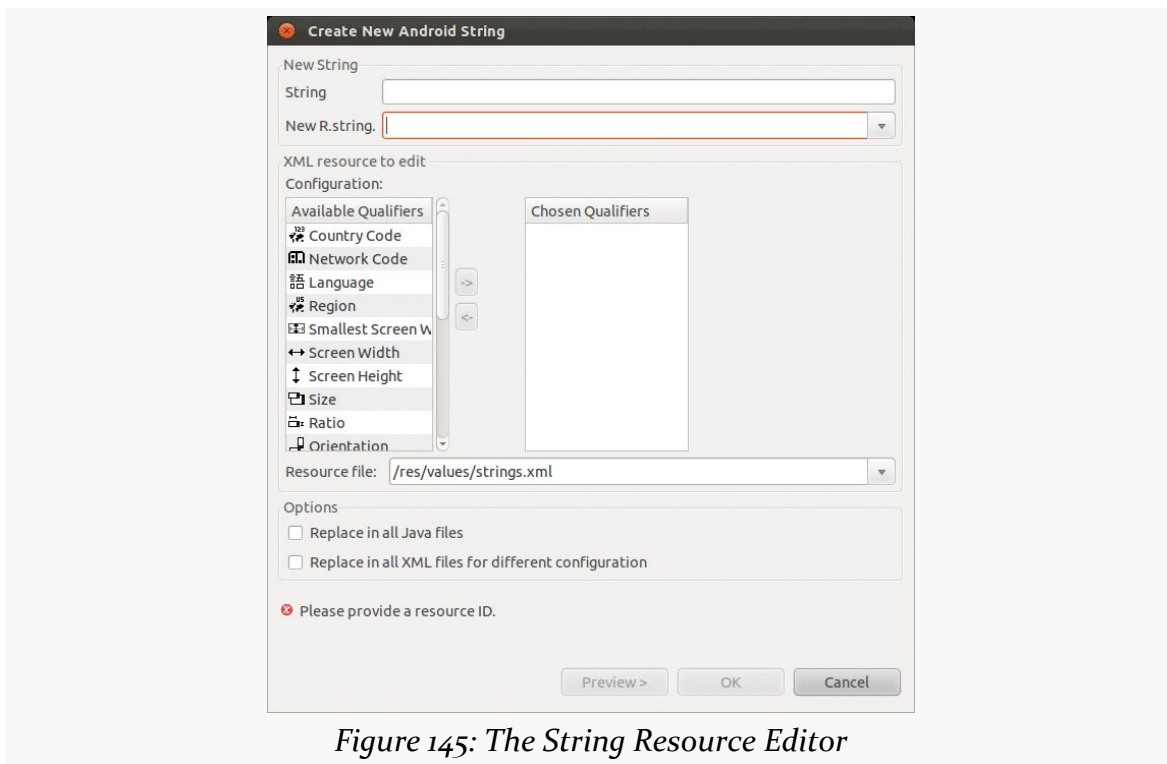 Create New Android String
New String
String
New R.string.
XML resource to edit
Configuration:
Available Qualifiers
Chosen Qualifiers
123
Country Code
Network Code
語 Language
US
Region
Smallest Screen W
Screen Width
Screen Height
Size
Ratio
Orientation
->
<-
Resource file: /res/values/strings.xml
Options
Replace in all Java files
Replace in all XML files for different configuration
Please provide a resource ID.
Preview >
OK
Cancel
Figure 145: The String Resource Editor